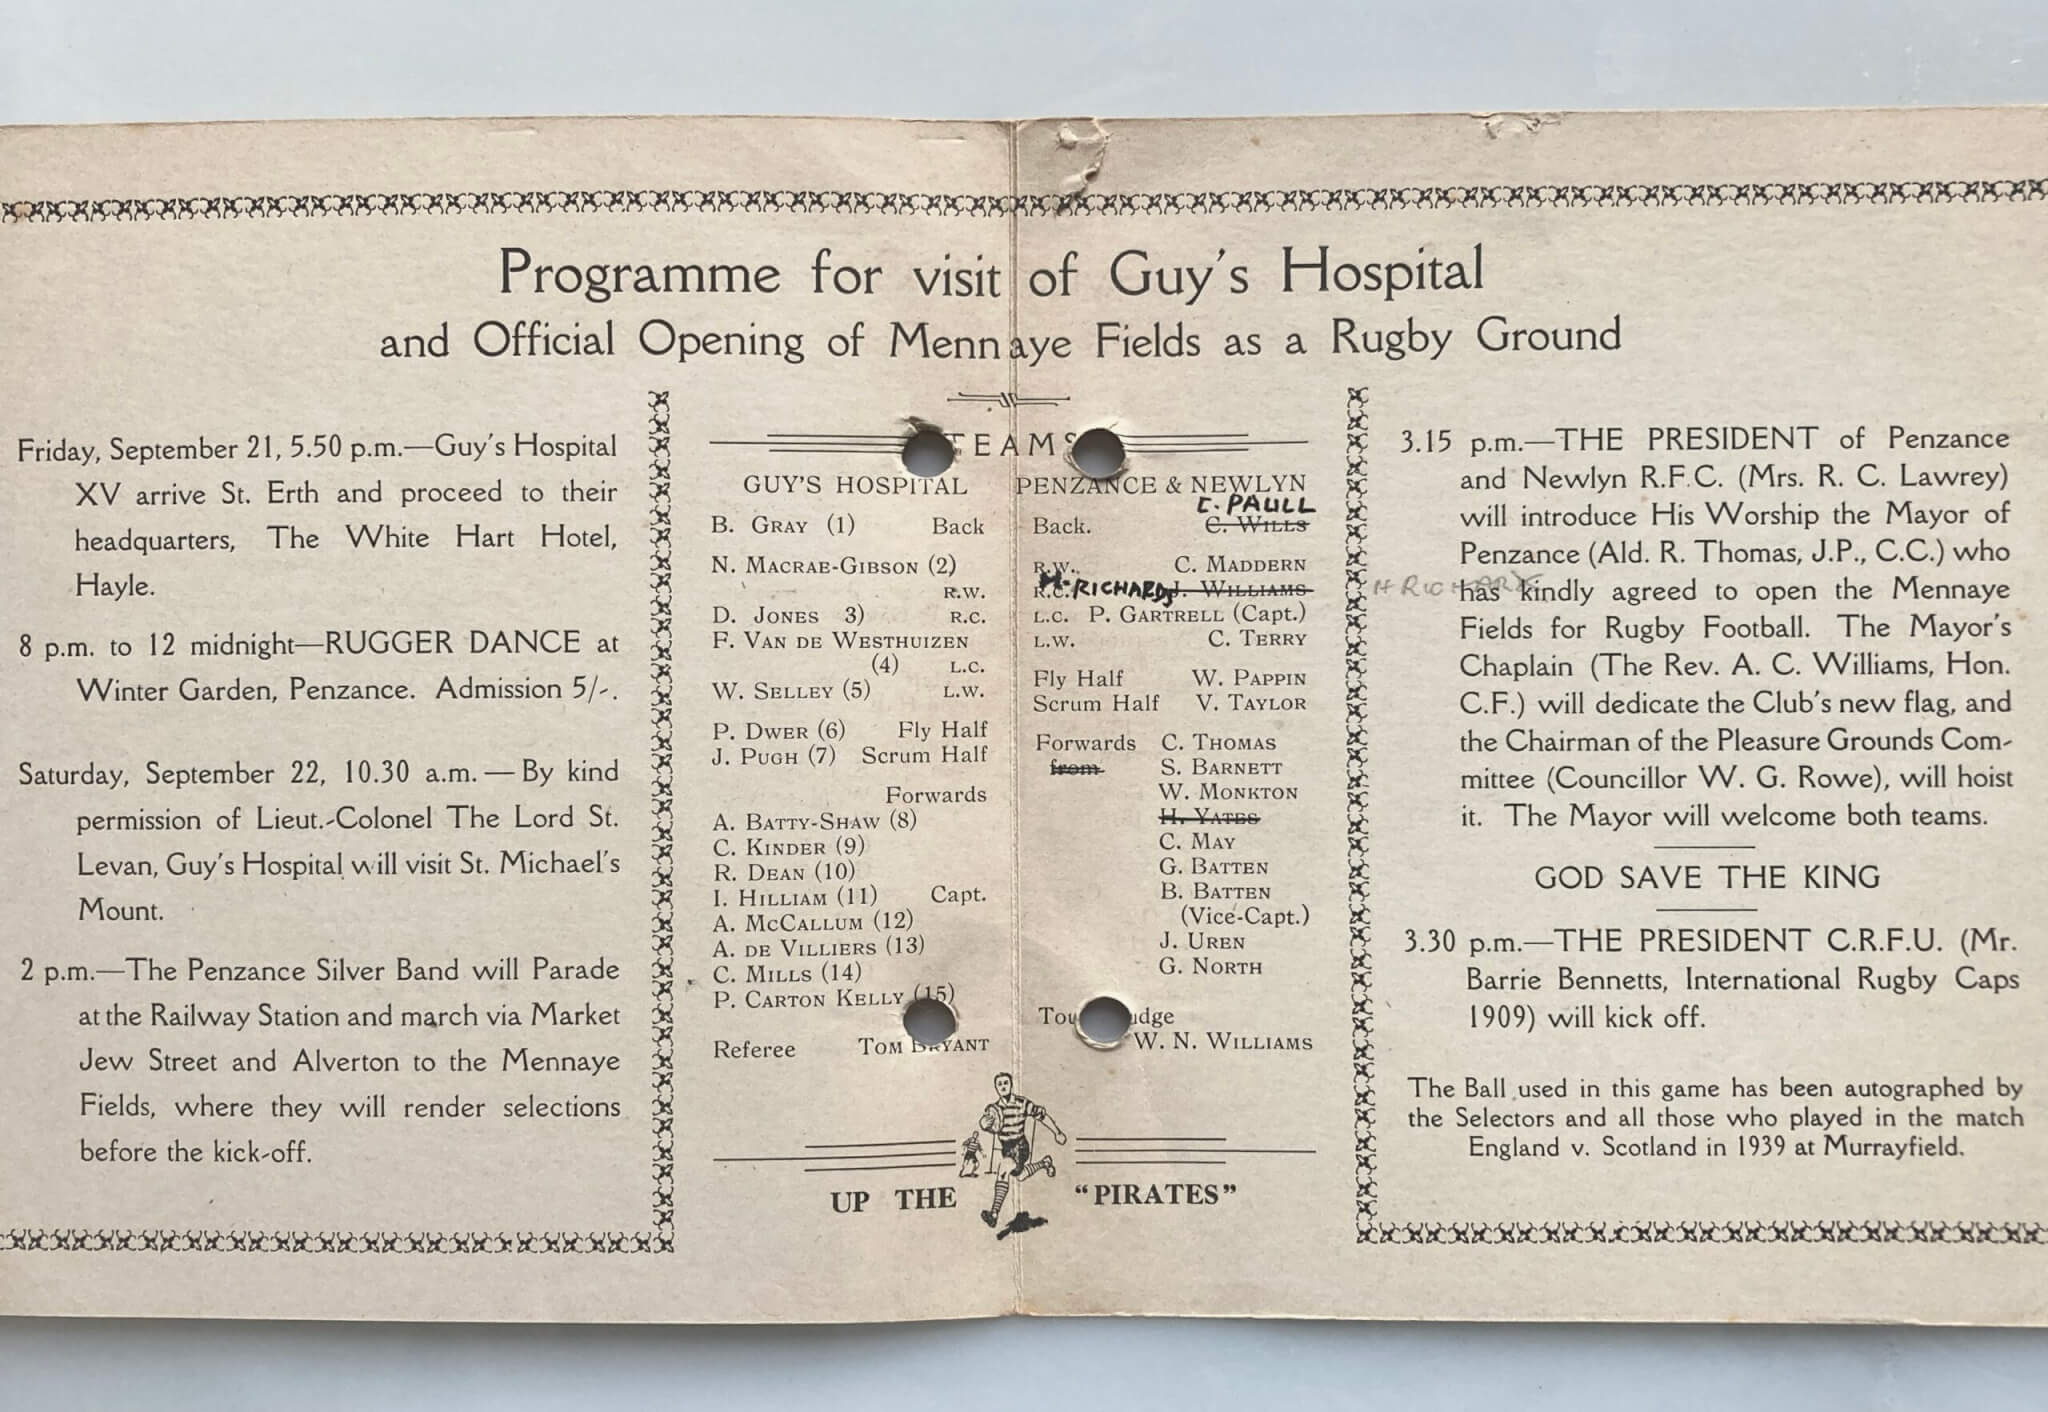 Programme for visit of Guy's Hospital
and Official Opening of Mennaye Fields as a Rugby Ground
Friday, September 21, 5.50 p.m.—Guy's Hospital
XV arrive St. Erth and proceed to their
headquarters, The White Hart Hotel,
Hayle.
8 p.m. to 12 midnight—RUGGER DANCE at
Winter Garden, Penzance. Admission 5/-.
Saturday, September 22, 10.30 a.m.—By kind
permission of Lieut.-Colonel The Lord St.
Levan, Guy's Hospital will visit St. Michael's
Mount.
2 p.m.—The Penzance Silver Band will Parade
at the Railway Station and march via Market
Jew Street and Alverton to the Mennaye
Fields, where they will render selections
before the kick-off.
TEAMS
GUY'S HOSPITAL
B. GRAY (1) Back
N. MACRAE-GIBSON (2)
R.W.
D. JONES 3) R.C.
F. VAN DE WESTHUIZEN
(4) L.C.
W. SELLEY (5) L.W.
P. DWER (6) Fly Half
J. PUGH (7) Scrum Half
Forwards
A. BATTY-SHAW (8)
C. KINDER (9)
R. DEAN (10)
I. HILLIAM (11) Capt.
A. MCCALLUM (12)
A. DE VILLIERS (13)
C. MILLS (14)
P. CARTON KELLY (15)
Referee TOM BRYANT
PENZANCE & NEWLYN
C. PAULL
Back. C. WILLS
R.W. C. MADDERN
R.C. H. RICHARDS J. WILLIAMS
L.C. P. GARTRELL (Capt.)
L.W. C. TERRY
Fly Half W. PAPPIN
Scrum Half V. TAYLOR
Forwards C. THOMAS
from S. BARNETT
W. MONKTON
H. YATES
C. MAY
G. BATTEN
B. BATTEN
(Vice-Capt.)
J. UREN
G. NORTH
Touch Judge
W. N. WILLIAMS
UP THE "PIRATES"
3.15 p.m.—THE PRESIDENT of Penzance
and Newlyn R.F.C. (Mrs. R. C. Lawrey)
will introduce His Worship the Mayor of
Penzance (Ald. R. Thomas, J.P., C.C.) who
H RICHARDS
has kindly agreed to open the Mennaye
Fields for Rugby Football. The Mayor's
Chaplain (The Rev. A. C. Williams, Hon.
C.F.) will dedicate the Club's new flag, and
the Chairman of the Pleasure Grounds Com-
mittee (Councillor W. G. Rowe), will hoist
it. The Mayor will welcome both teams.
GOD SAVE THE KING
3.30 p.m.—THE PRESIDENT C.R.F.U. (Mr.
Barrie Bennetts, International Rugby Caps
1909) will kick off.
The Ball used in this game has been autographed by
the Selectors and all those who played in the match
England v. Scotland in 1939 at Murrayfield.